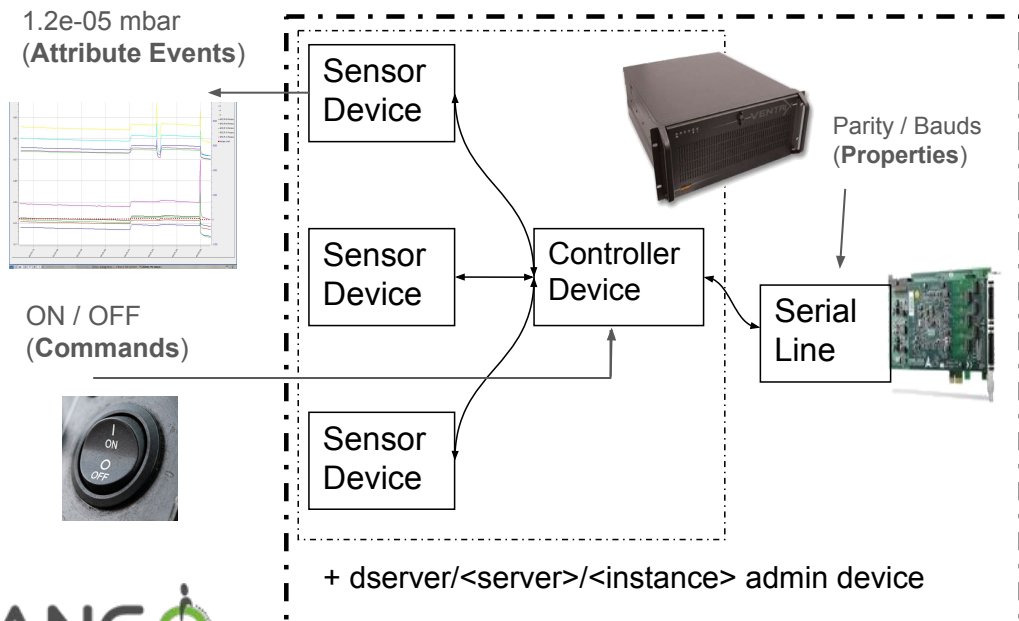 1.2e-05 mbar
(Attribute Events)
Sensor
Device
Parity / Bauds
(Properties)
Sensor
Device
Controller
Device
ON / OFF
(Commands)
Serial
Line
I
ON
O
OFF
Sensor
Device
+ dserver/<server>/<instance> admin device